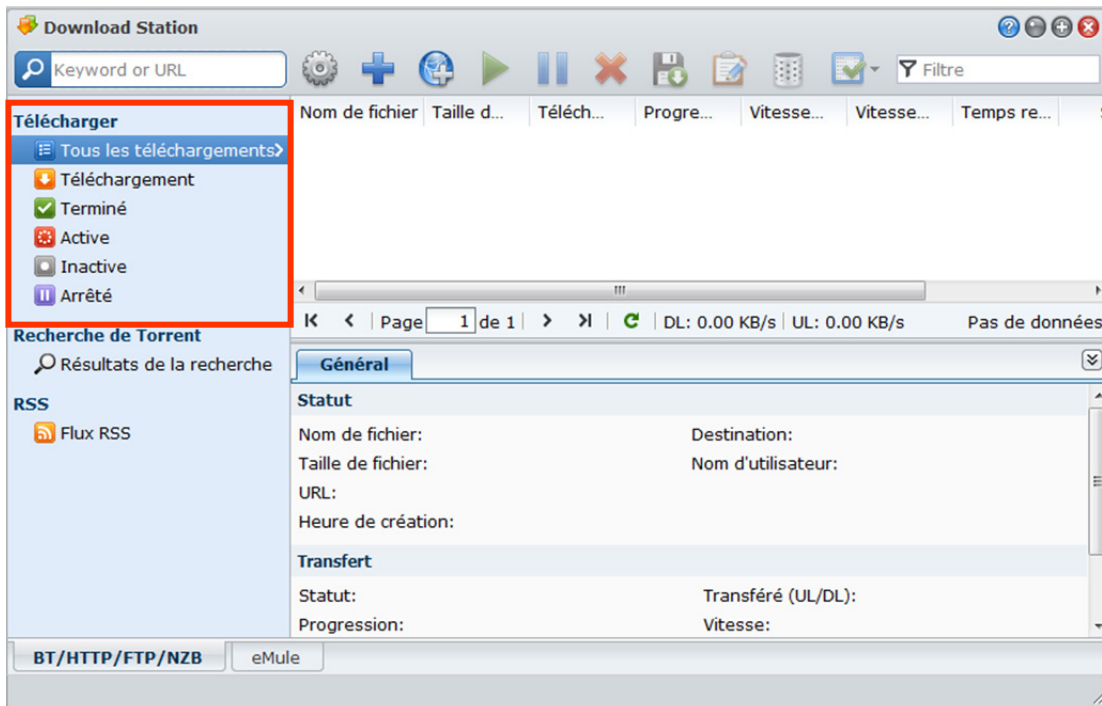 Download Station
Keyword or URL
Filtre
Télécharger
Tous les téléchargements
Téléchargement
Terminé
Active
Inactive
Arrêté
Recherche de Torrent
Résultats de la recherche
RSS
Flux RSS
Nom de fichier Taille d... Téléch... Progre... Vitesse... Vitesse... Temps re...
Page 1 de 1 DL: 0.00 KB/s UL: 0.00 KB/s Pas de données
Général
Statut
Nom de fichier: Destination:
Taille de fichier: Nom d'utilisateur:
URL:
Heure de création:
Transfert
Statut: Transféré (UL/DL):
Progression: Vitesse:
BT/HTTP/FTP/NZB eMule